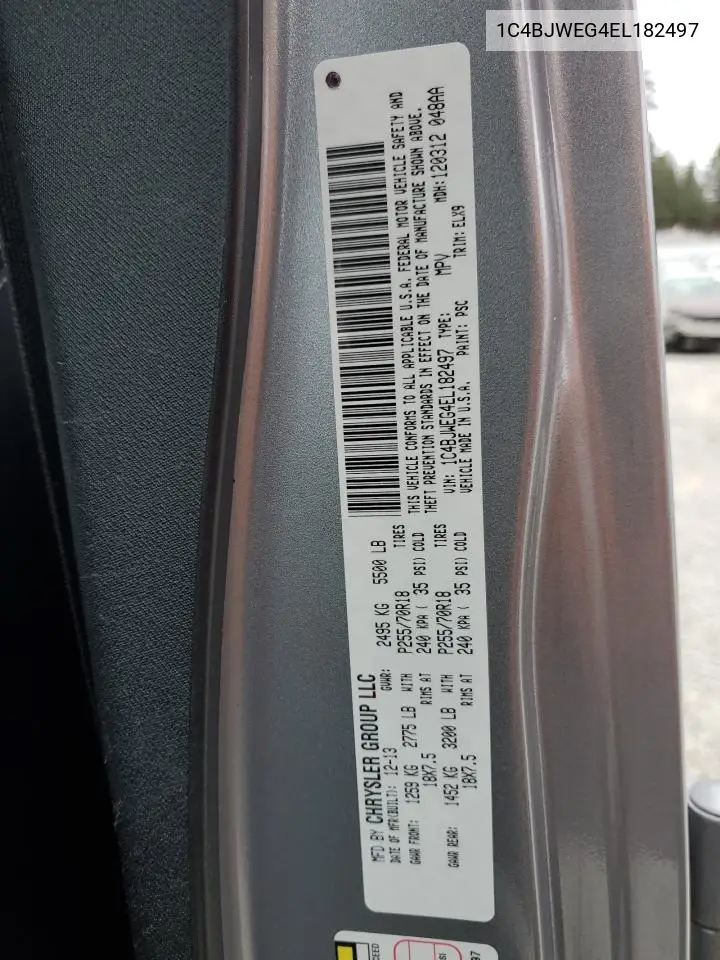 1C4BJWEG4EL182497
MFD BY CHRYSLER GROUP LLC
DATE OF MFR(BUILT): 12-13 GVWR: 2495 KG 5500 LB
GAWR FRONT: 1259 KG 2775 LB WITH P255/70R18 TIRES
18X7.5 RIMS AT 240 KPA ( 35 PSI) COLD
GAWR REAR: 1452 KG 3200 LB WITH P255/70R18 TIRES
18X7.5 RIMS AT 240 KPA ( 35 PSI) COLD
THIS VEHICLE CONFORMS TO ALL APPLICABLE U.S.A. FEDERAL MOTOR VEHICLE SAFETY AND
THEFT PREVENTION STANDARDS IN EFFECT ON THE DATE OF MANUFACTURE SHOWN ABOVE.
VIN: 1C4BJWEG4EL182497 TYPE: MPV MDH: 120312 048AA
VEHICLE MADE IN U.S.A. PAINT: PSC TRIM: ELX9
CEED
SI
97